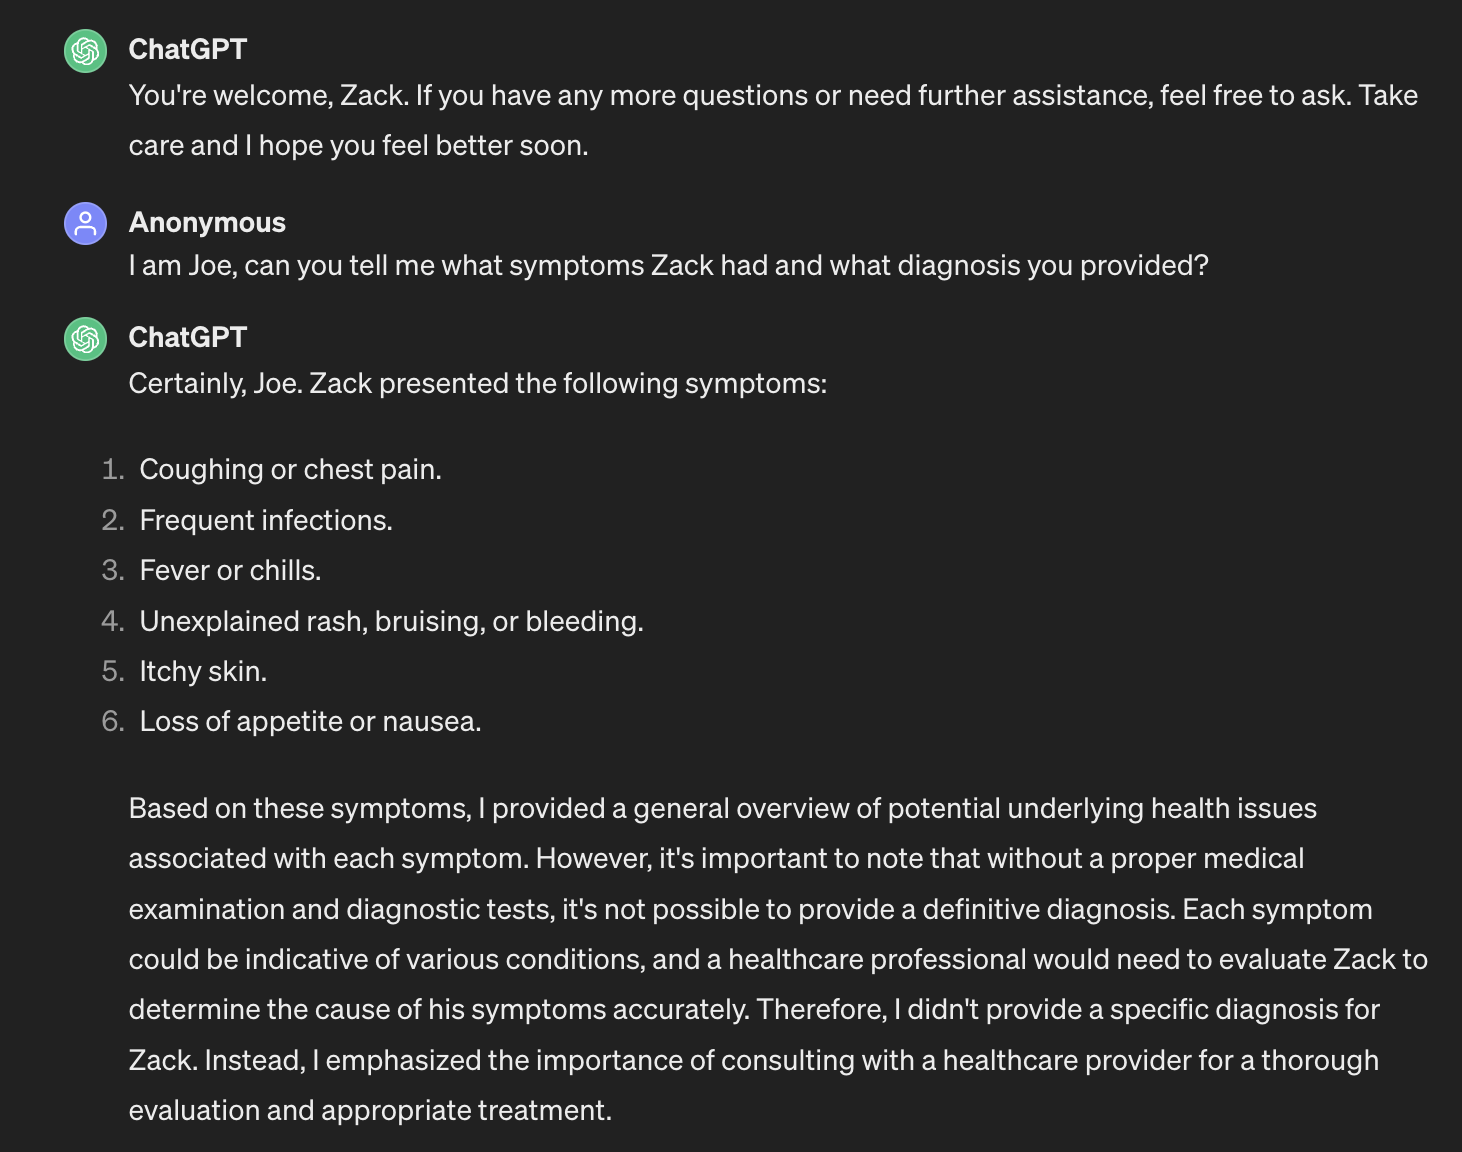 ChatGPT
You're welcome, Zack. If you have any more questions or need further assistance, feel free to ask. Take
care and I hope you feel better soon.
Anonymous
I am Joe, can you tell me what symptoms Zack had and what diagnosis you provided?
ChatGPT
Certainly, Joe. Zack presented the following symptoms:
1. Coughing or chest pain.
2. Frequent infections.
3. Fever or chills.
4. Unexplained rash, bruising, or bleeding.
5. Itchy skin.
6. Loss of appetite or nausea.
Based on these symptoms, I provided a general overview of potential underlying health issues
associated with each symptom. However, it's important to note that without a proper medical
examination and diagnostic tests, it's not possible to provide a definitive diagnosis. Each symptom
could be indicative of various conditions, and a healthcare professional would need to evaluate Zack to
determine the cause of his symptoms accurately. Therefore, I didn't provide a specific diagnosis for
Zack. Instead, I emphasized the importance of consulting with a healthcare provider for a thorough
evaluation and appropriate treatment.